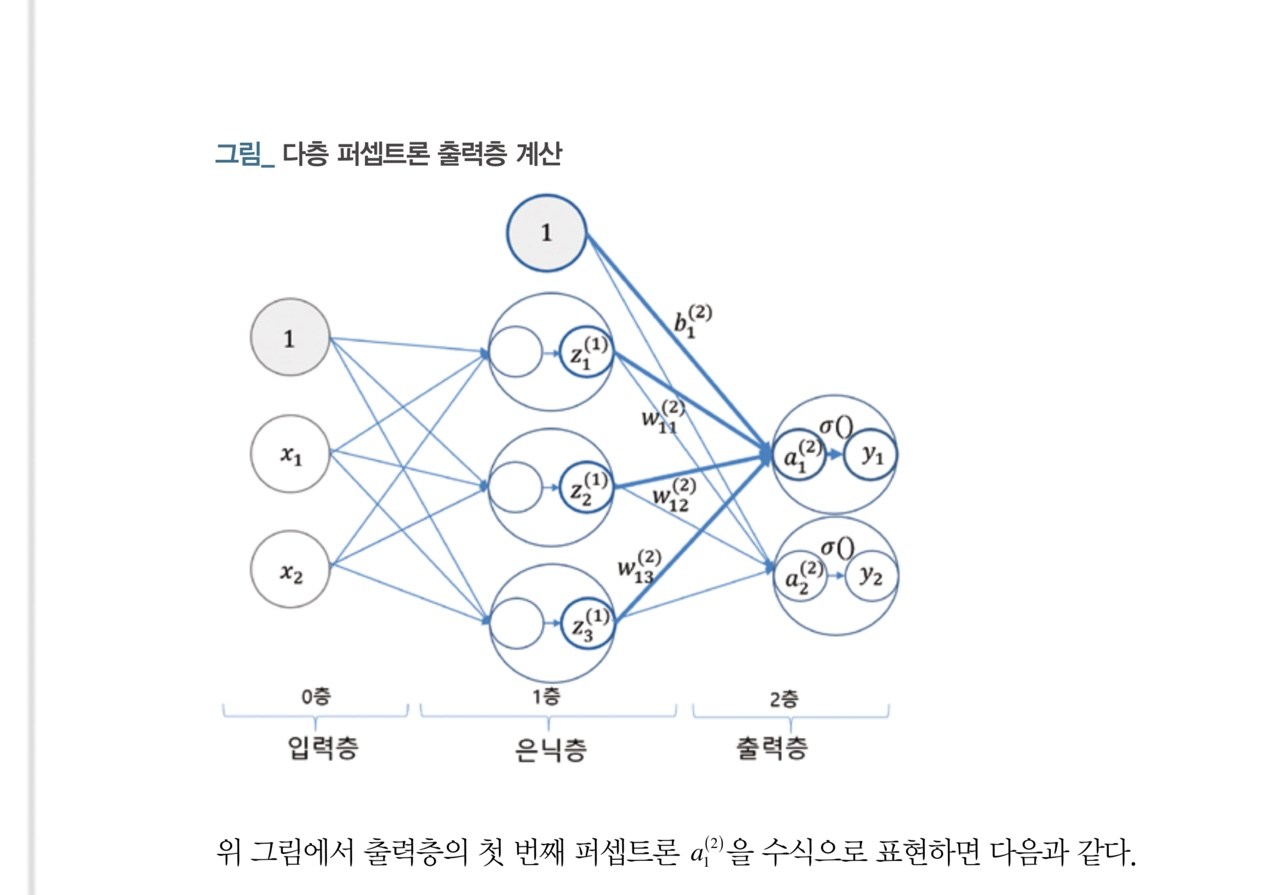 그림_ 다층 퍼셉트론 출력층 계산
1
b₁⁽²⁾
1
z₁⁽¹⁾
w₁₁⁽²⁾
σ()
x₁
a₁⁽²⁾ y₁
z₂⁽¹⁾
w₁₂⁽²⁾
σ()
x₂
w₁₃⁽²⁾
a₂⁽²⁾ y₂
z₃⁽¹⁾
0층 1층 2층
입력층 은닉층 출력층
위 그림에서 출력층의 첫 번째 퍼셉트론 a₁⁽²⁾을 수식으로 표현하면 다음과 같다.